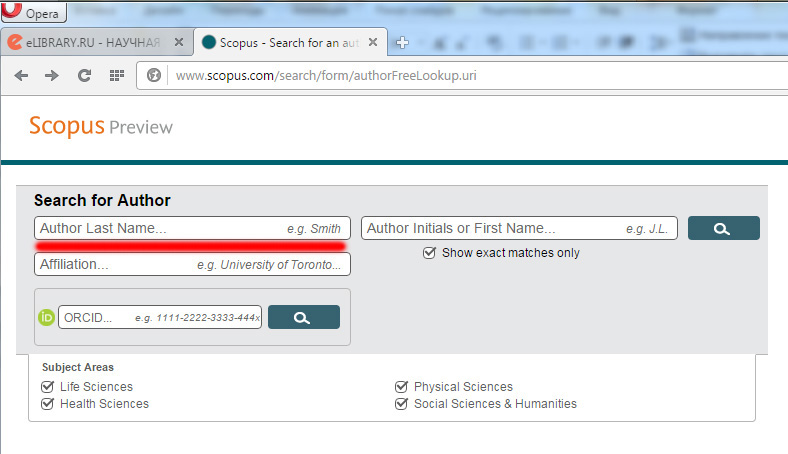 Opera
eLIBRARY.RU - НАУЧНАЯ
Scopus - Search for an aut
www.scopus.com/search/form/authorFreeLookup.uri
Scopus Preview
Search for Author
Author Last Name... e.g. Smith Author Initials or First Name... e.g. J.L.
Show exact matches only
Affiliation... e.g. University of Toronto...
iD ORCID... e.g. 1111-2222-3333-444x
Subject Areas
Life Sciences Physical Sciences
Health Sciences Social Sciences & Humanities